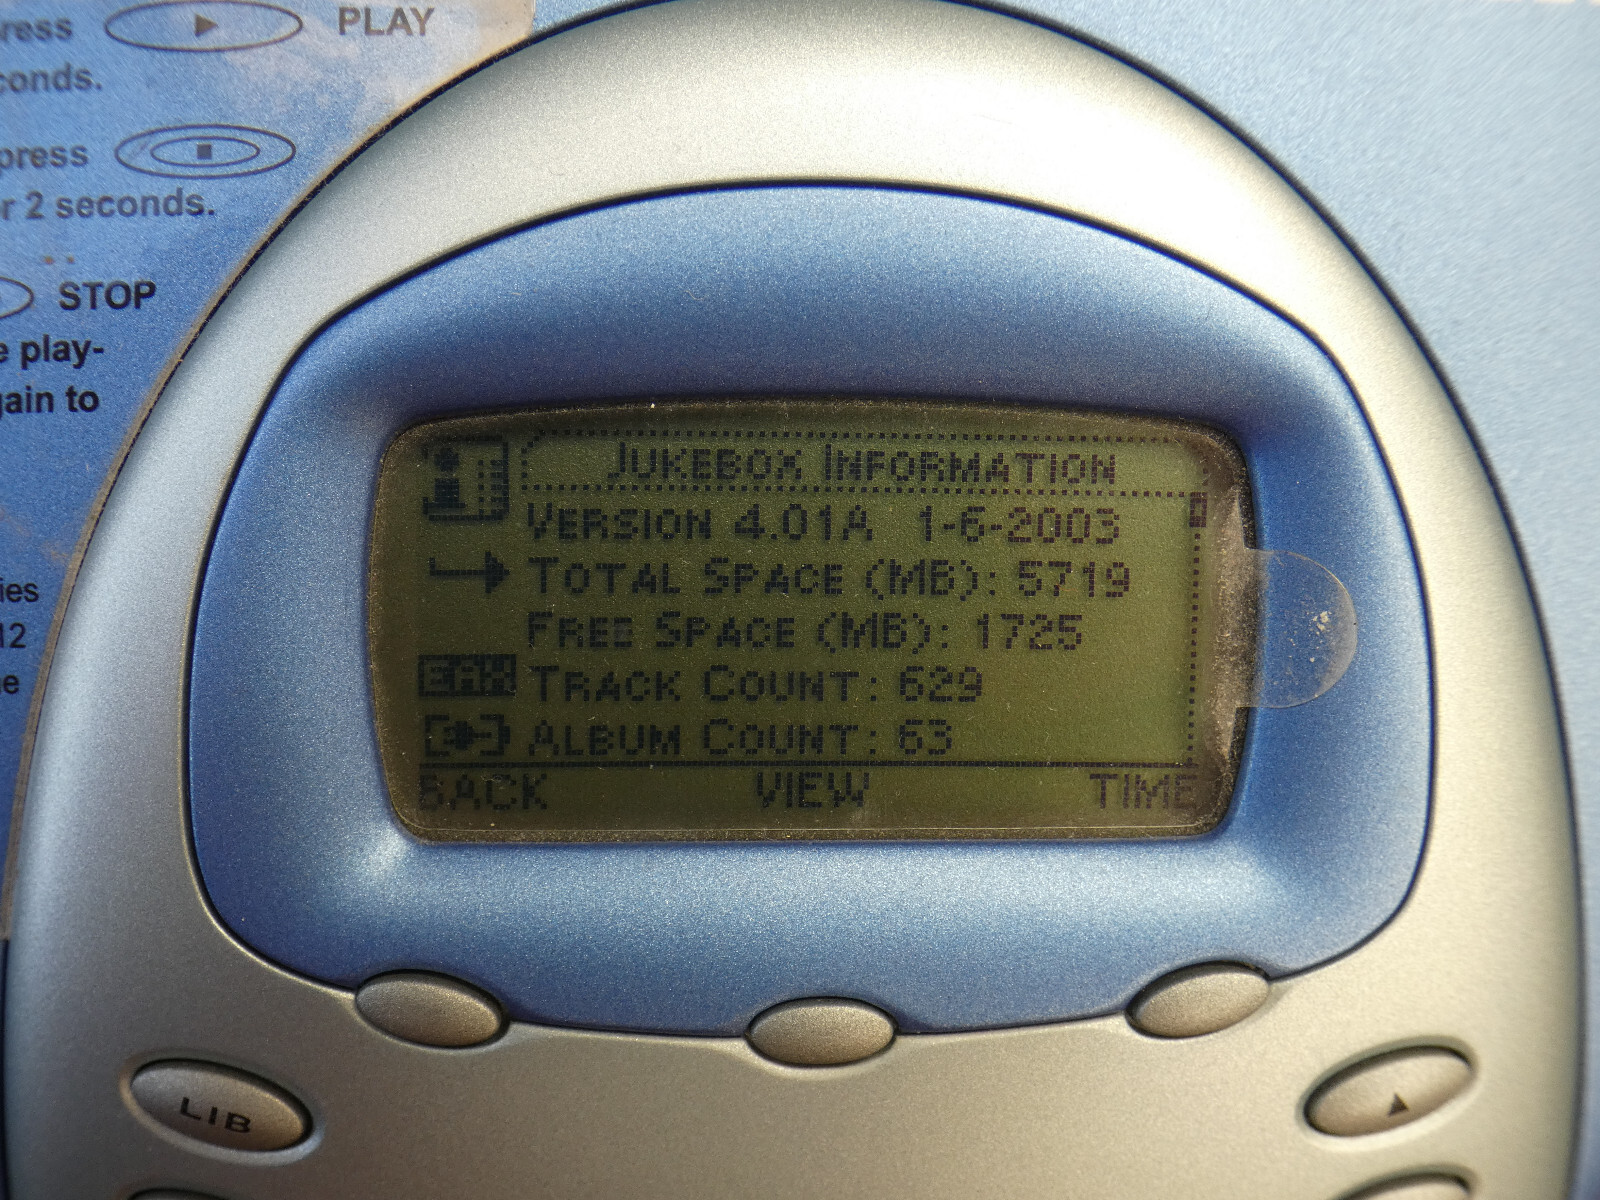 ress PLAY
conds.
press
r 2 seconds.
STOP
e play-
gain to
ies
12
e
JUKEBOX INFORMATION
VERSION 4.01A 1-6-2003
TOTAL SPACE (MB): 5719
FREE SPACE (MB): 1725
EAX TRACK COUNT: 629
ALBUM COUNT: 63
BACK VIEW TIME
LIB